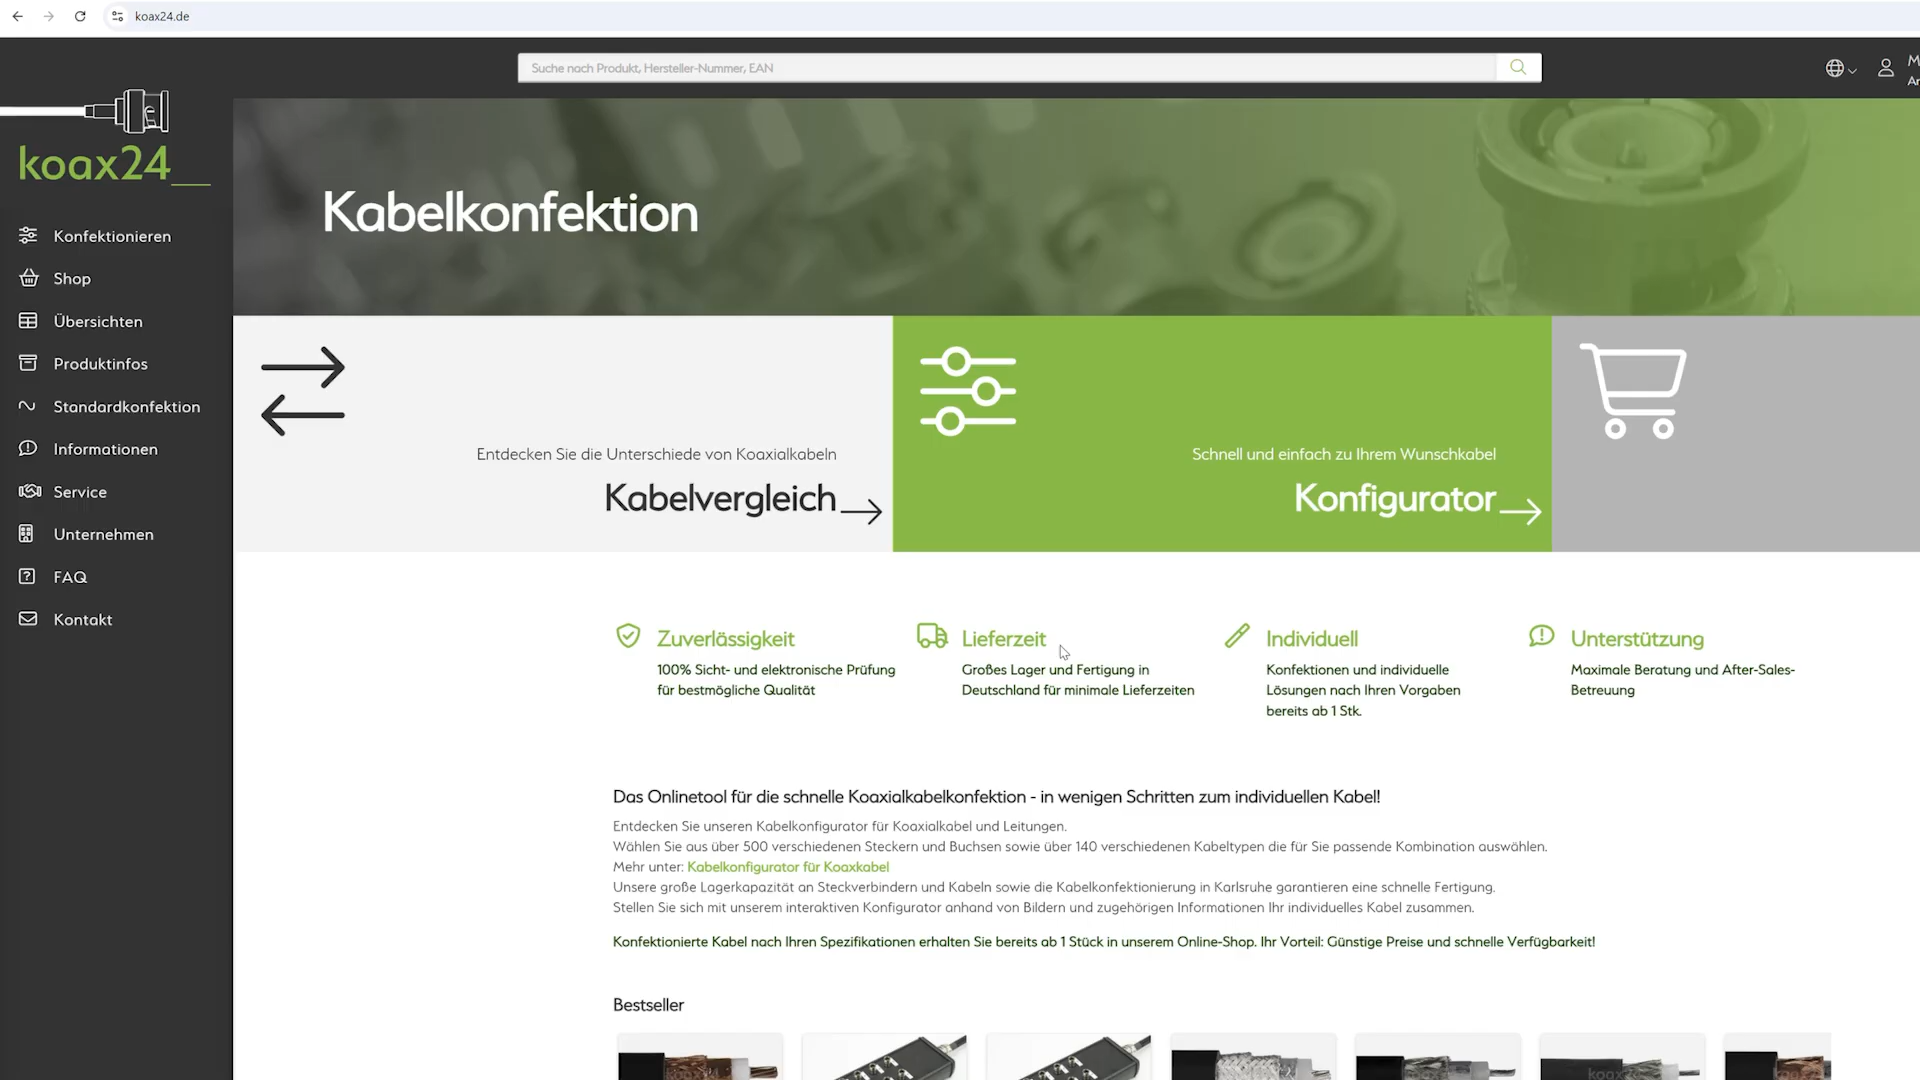 koax24.de
Suche nach Produkt, Hersteller-Nummer, EAN
koax24_
Konfektionieren
Shop
Übersichten
Produktinfos
Standardkonfektion
Informationen
Service
Unternehmen
FAQ
Kontakt
Kabelkonfektion
Entdecken Sie die Unterschiede von Koaxialkabeln
Kabelvergleich
Schnell und einfach zu Ihrem Wunschkabel
Konfigurator
Zuverlässigkeit
100% Sicht- und elektronische Prüfung
für bestmögliche Qualität
Lieferzeit
Großes Lager und Fertigung in
Deutschland für minimale Lieferzeiten
Individuell
Konfektionen und individuelle
Lösungen nach Ihren Vorgaben
bereits ab 1 Stk.
Unterstützung
Maximale Beratung und After-Sales-
Betreuung
Das Onlinetool für die schnelle Koaxialkabelkonfektion - in wenigen Schritten zum individuellen Kabel!
Entdecken Sie unseren Kabelkonfigurator für Koaxialkabel und Leitungen.
Wählen Sie aus über 500 verschiedenen Steckern und Buchsen sowie über 140 verschiedenen Kabeltypen die für Sie passende Kombination auswählen.
Mehr unter: Kabelkonfigurator für Koaxkabel
Unsere große Lagerkapazität an Steckverbindern und Kabeln sowie die Kabelkonfektionierung in Karlsruhe garantieren eine schnelle Fertigung.
Stellen Sie sich mit unserem interaktiven Konfigurator anhand von Bildern und zugehörigen Informationen Ihr individuelles Kabel zusammen.
Konfektionierte Kabel nach Ihren Spezifikationen erhalten Sie bereits ab 1 Stück in unserem Online-Shop. Ihr Vorteil: Günstige Preise und schnelle Verfügbarkeit!
Bestseller